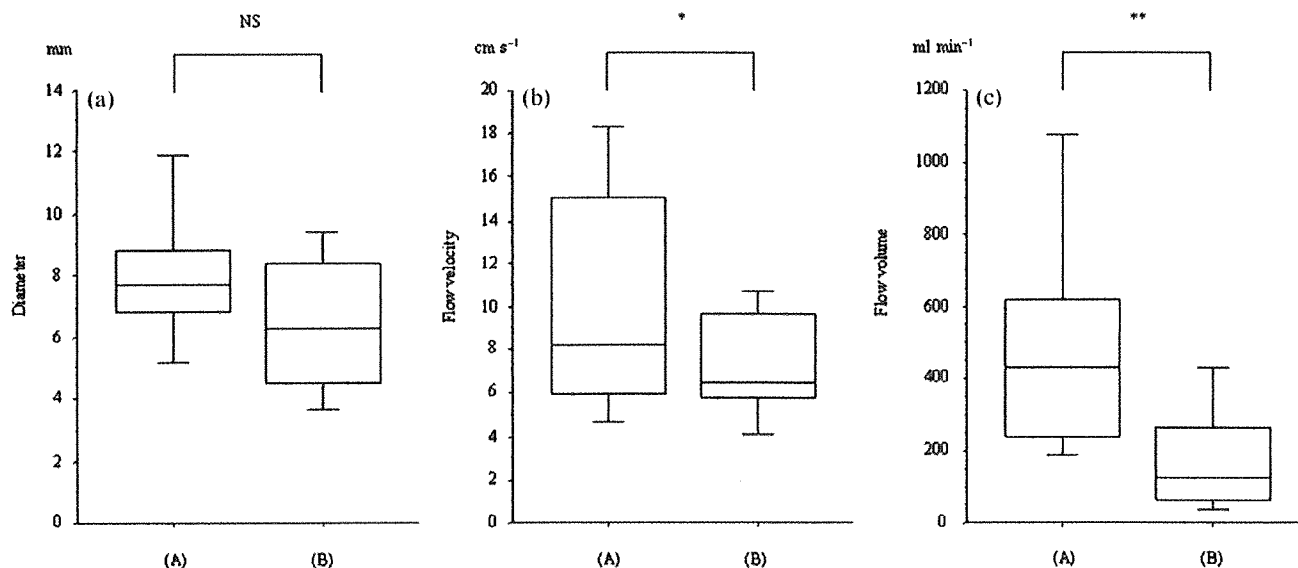 NS
*
**
mm
cm s⁻¹
ml min⁻¹
(a)
(b)
(c)
Diameter
14
12
10
8
6
4
2
0
(A)
(B)
Flow velocity
20
18
16
14
12
10
8
6
4
2
0
(A)
(B)
Flow volume
1200
1000
800
600
400
200
0
(A)
(B)